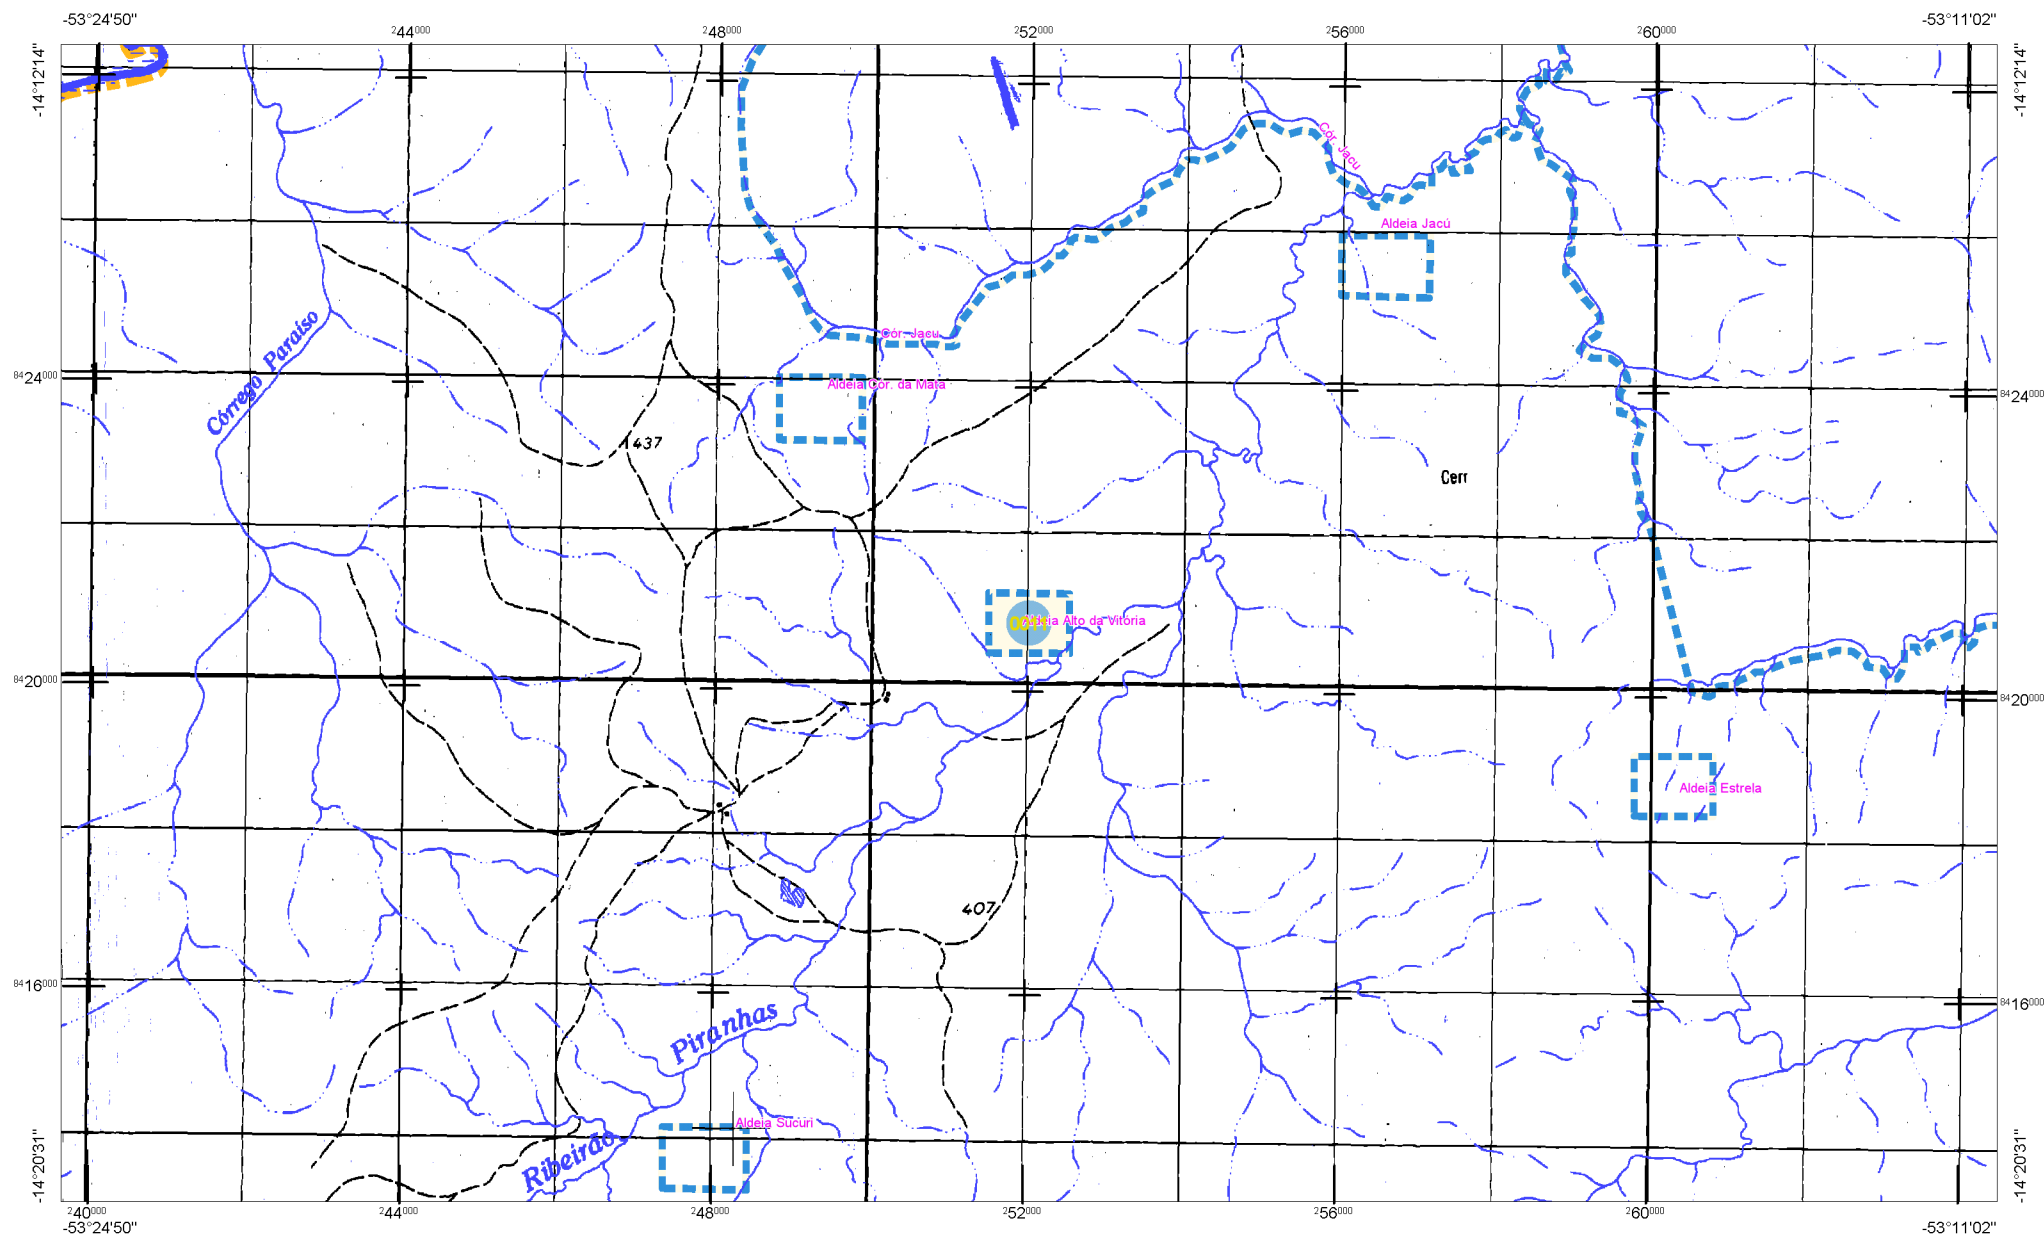 -53°24'50"
-53°11'02"
²44⁰⁰⁰
²48⁰⁰⁰
²52⁰⁰⁰
²56⁰⁰⁰
²60⁰⁰⁰
-14°12'14"
-14°12'14"
Cór. Jacu
Aldeia Jacú
Córrego Paraíso
Cór. Jacu
⁸⁴24⁰⁰⁰
Aldeia Cór. da Mata
⁸⁴24⁰⁰⁰
437
Cerr
Aldeia Alto da Vitória
⁸⁴20⁰⁰⁰
⁸⁴20⁰⁰⁰
Aldeia Estrela
407
⁸⁴16⁰⁰⁰
⁸⁴16⁰⁰⁰
Piranhas
Aldeia Sucuri
Ribeirão
-14°20'31"
-14°20'31"
²40⁰⁰⁰
²44⁰⁰⁰
²48⁰⁰⁰
²52⁰⁰⁰
²56⁰⁰⁰
²60⁰⁰⁰
-53°24'50"
-53°11'02"